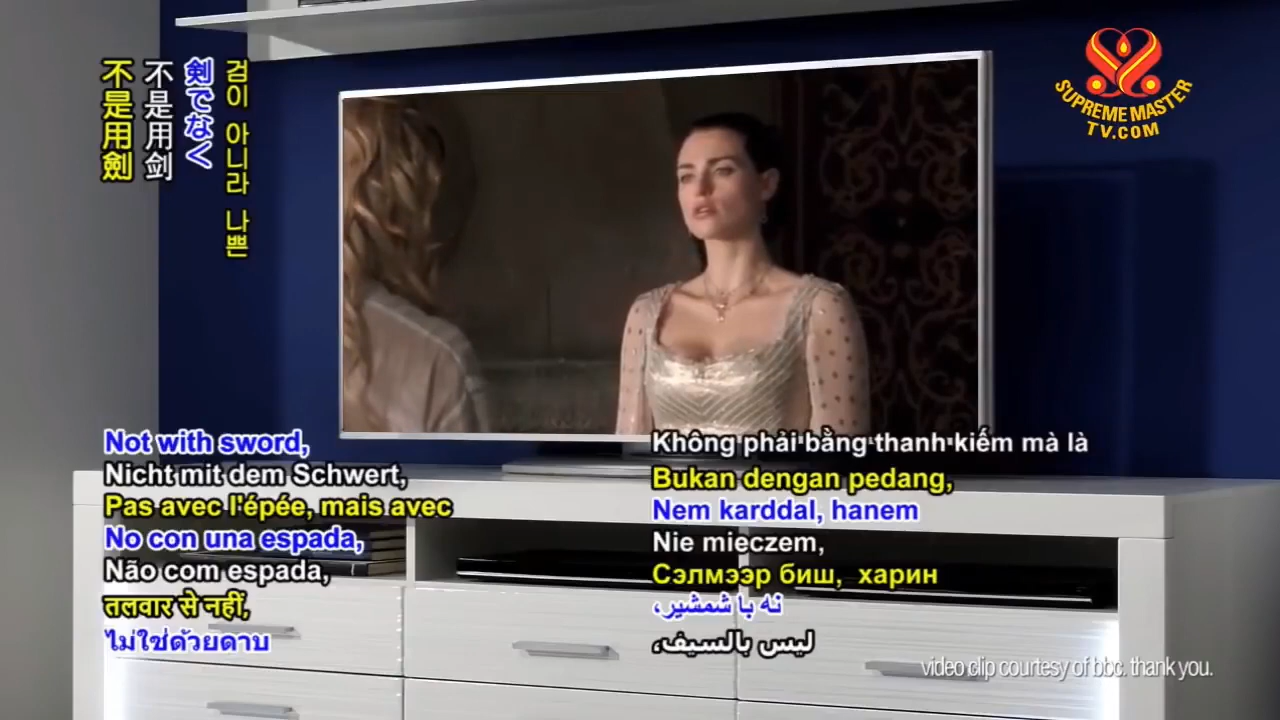 不是用劍
不是用剑
剣でなく
검이 아니라 나쁜
SUPREME MASTER
TV.COM
Not with sword,
Nicht mit dem Schwert,
Pas avec l'épée, mais avec
No con una espada,
Não com espada,
तलवार से नहीं,
ไม่ใช่ด้วยดาบ
Không phải bằng thanh kiếm mà là
Bukan dengan pedang,
Nem karddal, hanem
Nie mieczem,
Сэлмээр биш, харин
نه با شمشیر،
ليس بالسيف،
video clip courtesy of bbc. thank you.